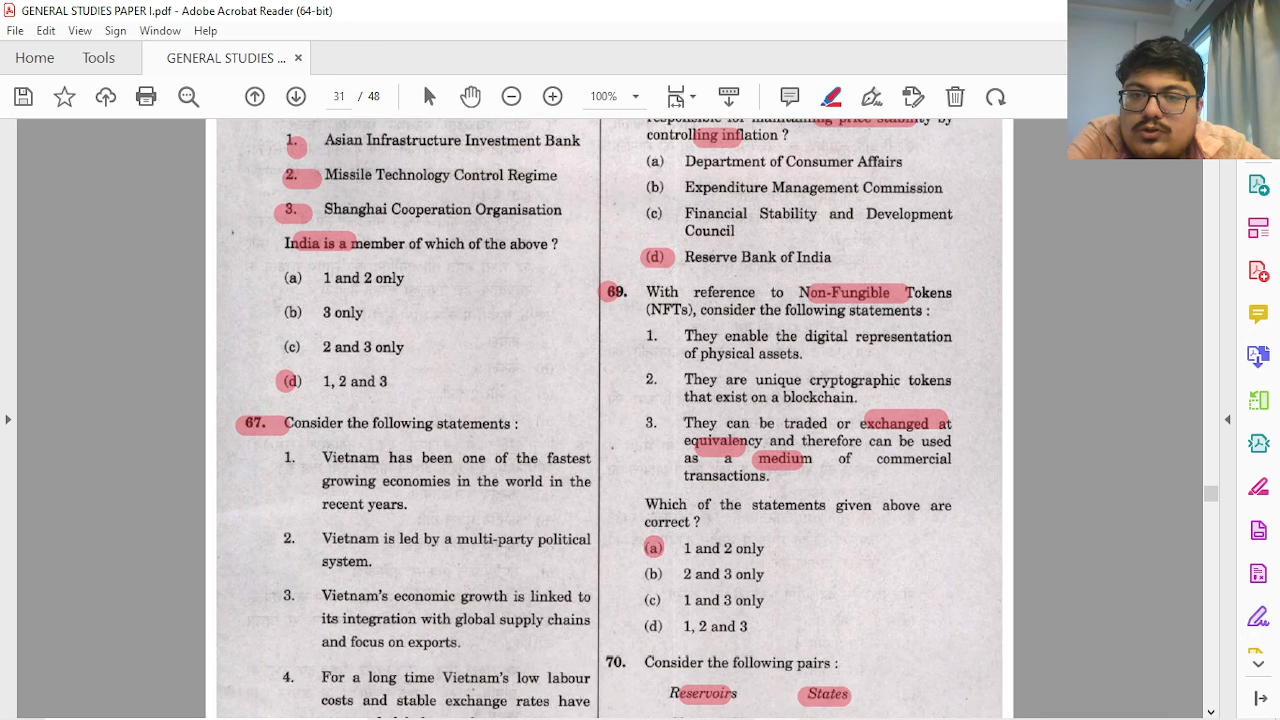 GENERAL STUDIES PAPER I.pdf - Adobe Acrobat Reader (64-bit)
File Edit View Sign Window Help
Home Tools GENERAL STUDIES ... ×
31 / 48 100%
1. Asian Infrastructure Investment Bank
2. Missile Technology Control Regime
3. Shanghai Cooperation Organisation
India is a member of which of the above ?
(a) 1 and 2 only
(b) 3 only
(c) 2 and 3 only
(d) 1, 2 and 3
67. Consider the following statements :
1. Vietnam has been one of the fastest
growing economies in the world in the
recent years.
2. Vietnam is led by a multi-party political
system.
3. Vietnam's economic growth is linked to
its integration with global supply chains
and focus on exports.
4. For a long time Vietnam's low labour
costs and stable exchange rates have
responsible for maintaining price stability by
controlling inflation ?
(a) Department of Consumer Affairs
(b) Expenditure Management Commission
(c) Financial Stability and Development
Council
(d) Reserve Bank of India
69. With reference to Non-Fungible Tokens
(NFTs), consider the following statements :
1. They enable the digital representation
of physical assets.
2. They are unique cryptographic tokens
that exist on a blockchain.
3. They can be traded or exchanged at
equivalency and therefore can be used
as a medium of commercial
transactions.
Which of the statements given above are
correct ?
(a) 1 and 2 only
(b) 2 and 3 only
(c) 1 and 3 only
(d) 1, 2 and 3
70. Consider the following pairs :
Reservoirs States